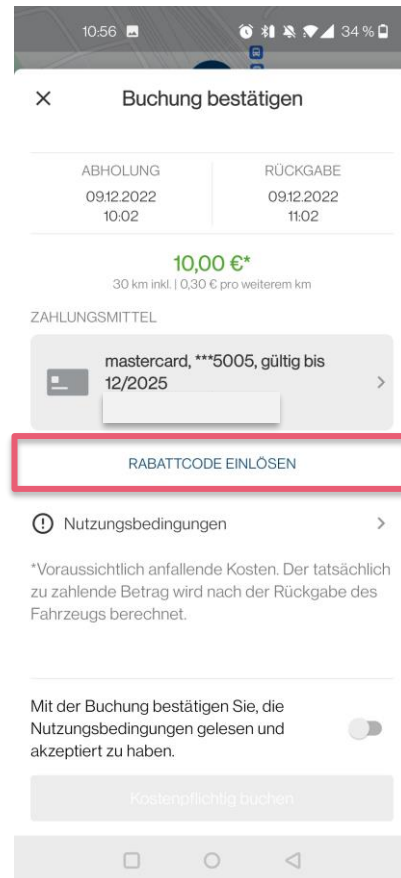 10:56 34 %
Buchung bestätigen
ABHOLUNG RÜCKGABE
09.12.2022 09.12.2022
10:02 11:02
10,00 €*
30 km inkl. | 0,30 € pro weiterem km
ZAHLUNGSMITTEL
mastercard, ***5005, gültig bis
12/2025
RABATTCODE EINLÖSEN
Nutzungsbedingungen
*Voraussichtlich anfallende Kosten. Der tatsächlich
zu zahlende Betrag wird nach der Rückgabe des
Fahrzeugs berechnet.
Mit der Buchung bestätigen Sie, die
Nutzungsbedingungen gelesen und
akzeptiert zu haben.
Kostenpflichtig buchen